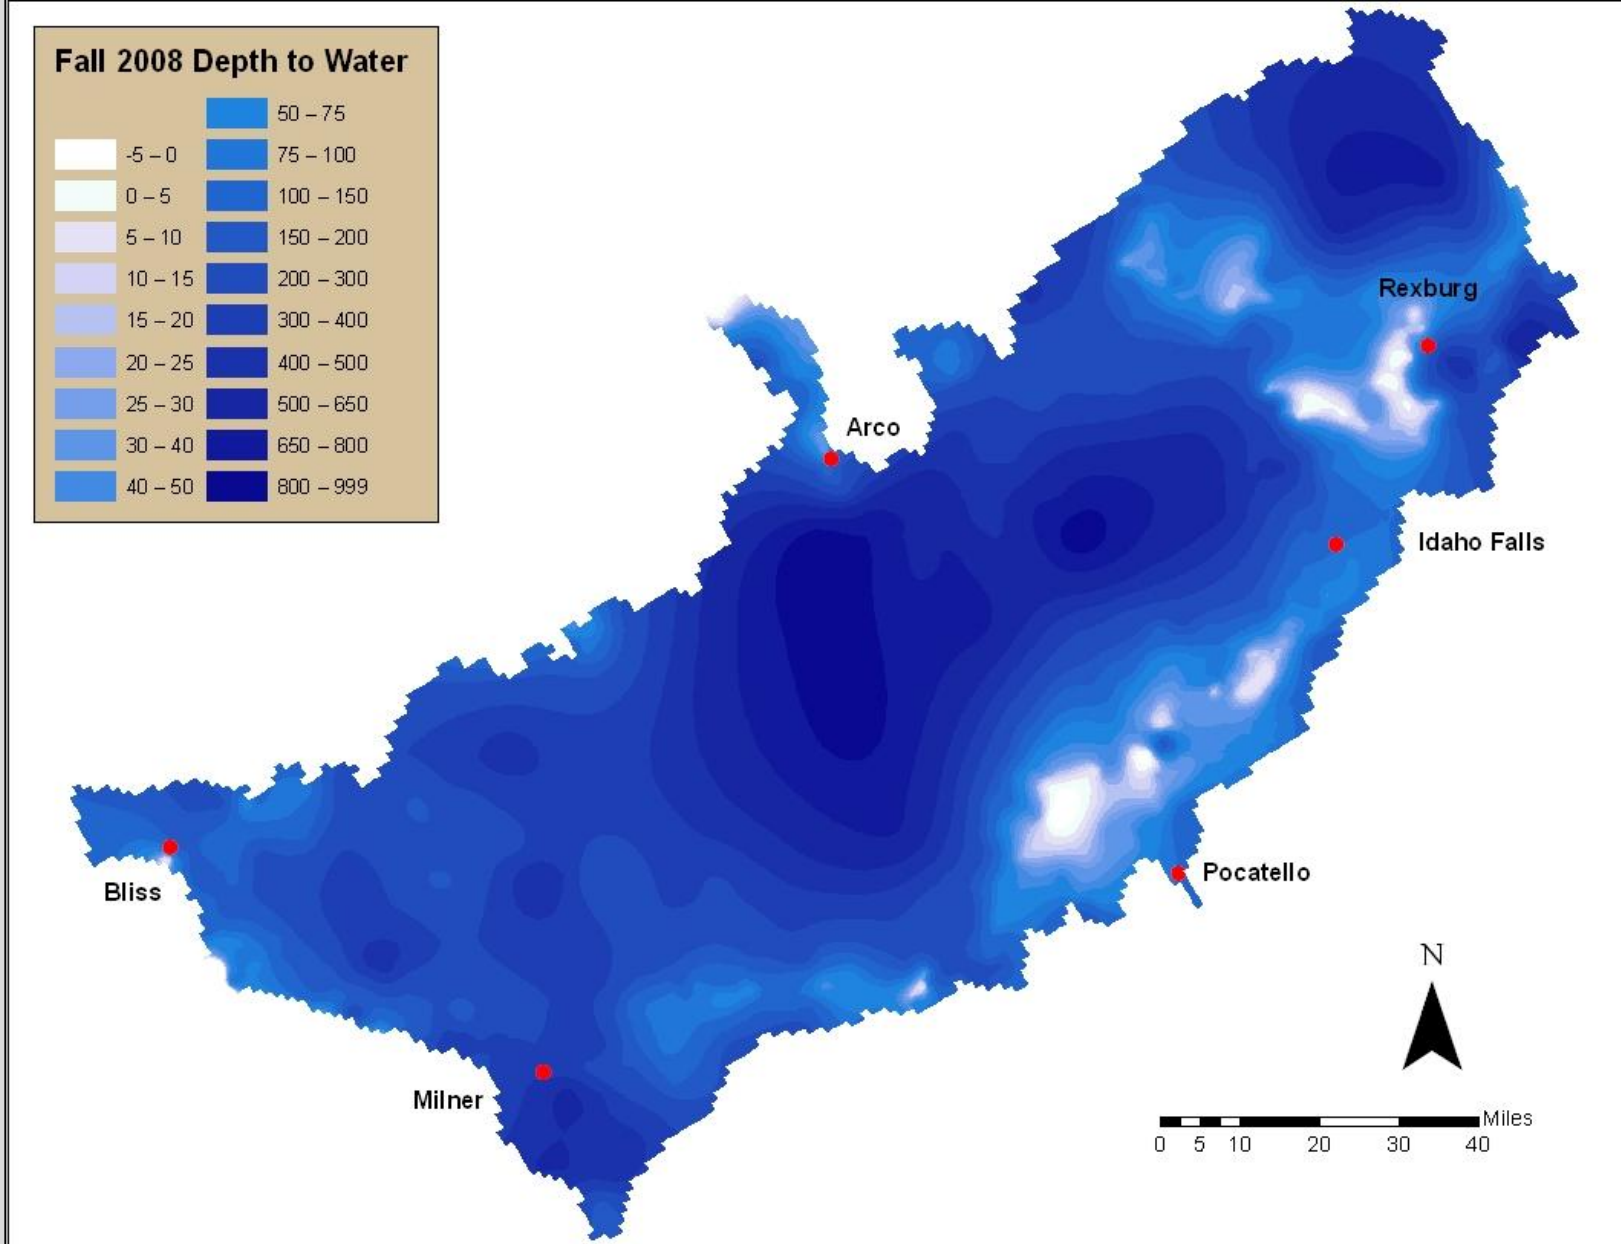 Fall 2008 Depth to Water
-5 – 0
0 – 5
5 – 10
10 – 15
15 – 20
20 – 25
25 – 30
30 – 40
40 – 50
50 – 75
75 – 100
100 – 150
150 – 200
200 – 300
300 – 400
400 – 500
500 – 650
650 – 800
800 – 999
Rexburg
Arco
Idaho Falls
Bliss
Pocatello
Milner
N
Miles
0 5 10 20 30 40